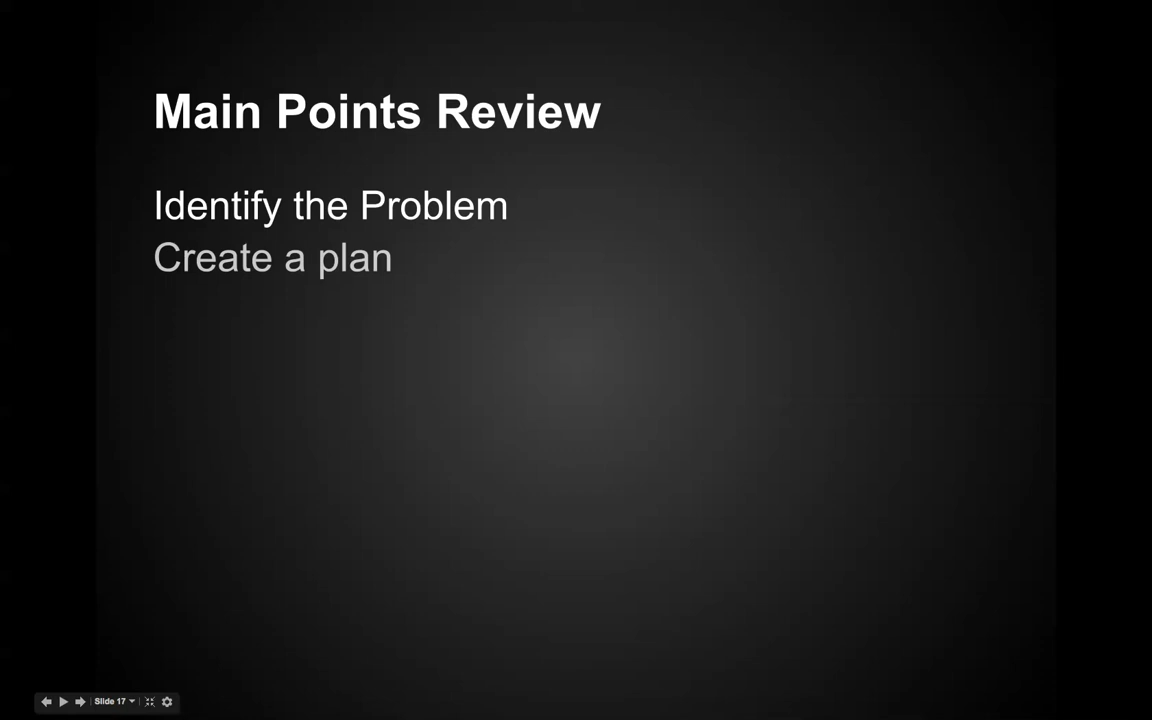 Main Points Review
Identify the Problem
Create a plan
Slide 17